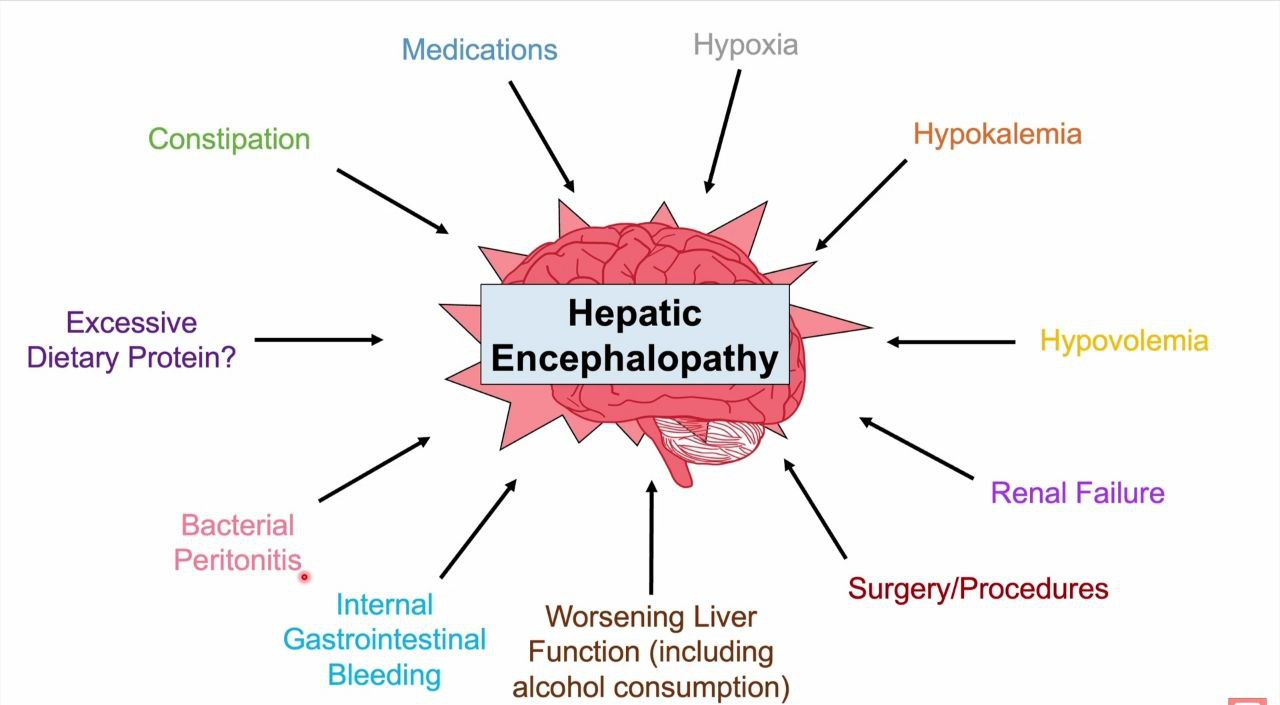 Medications
Hypoxia
Constipation
Hypokalemia
Hepatic
Encephalopathy
Excessive
Dietary Protein?
Hypovolemia
Renal Failure
Bacterial
Peritonitis
Surgery/Procedures
Internal
Gastrointestinal
Bleeding
Worsening Liver
Function (including
alcohol consumption)